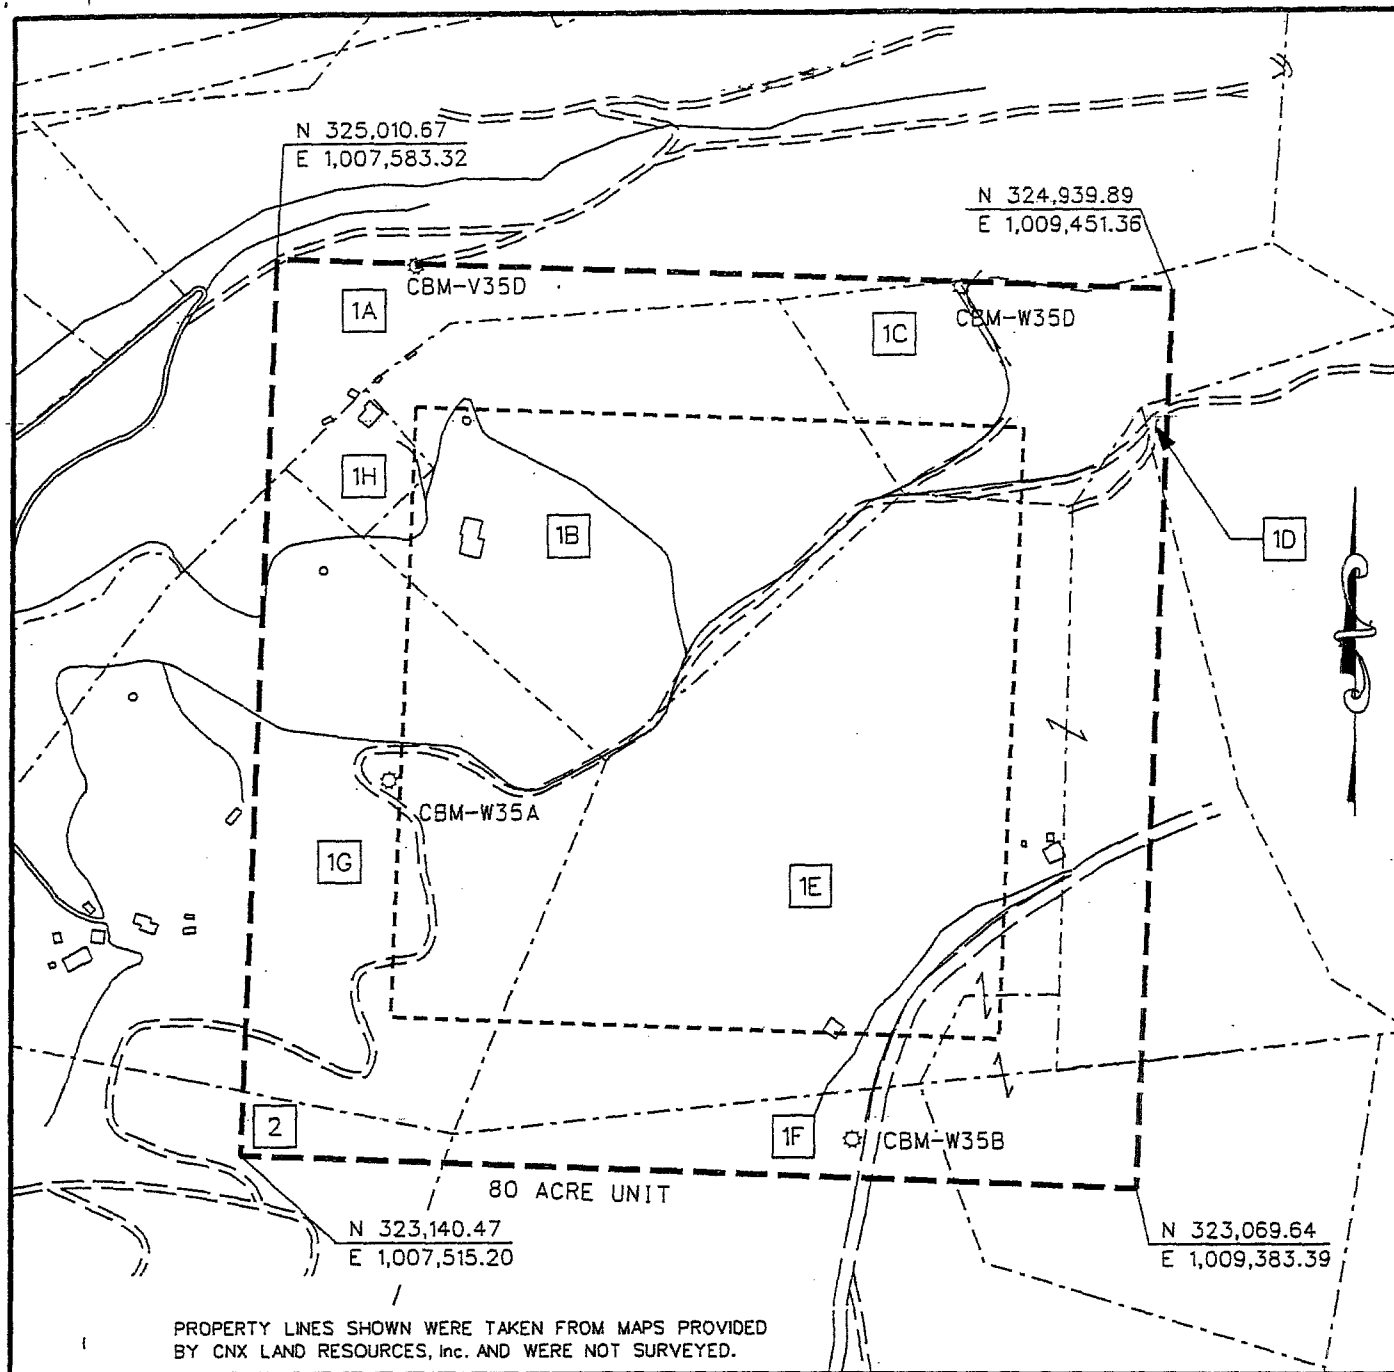 N 325,010.67
E 1,007,583.32
N 324,939.89
E 1,009,451.36
CBM-V35D
CBM-W35D
1A
1C
1H
1B
1D
CBM-W35A
1G
1E
2
1F
CBM-W35B
80 ACRE UNIT
N 323,140.47
E 1,007,515.20
N 323,069.64
E 1,009,383.39
PROPERTY LINES SHOWN WERE TAKEN FROM MAPS PROVIDED
BY CNX LAND RESOURCES, Inc. AND WERE NOT SURVEYED.